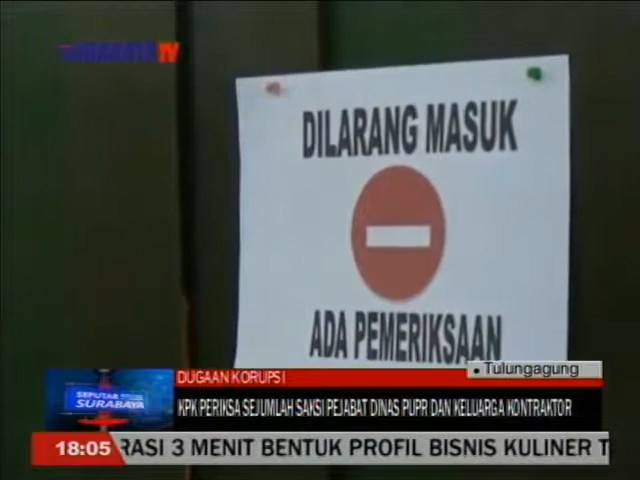 SURABAYATV
DILARANG MASUK
ADA PEMERIKSAAN
• Tulungagung
DUGAAN KORUPSI
SEPUTAR
SURABAYA
KPK PERIKSA SEJUMLAH SAKSI PEJABAT DINAS PUPR DAN KELUARGA KONTRAKTOR
18:05 RASI 3 MENIT BENTUK PROFIL BISNIS KULINER T